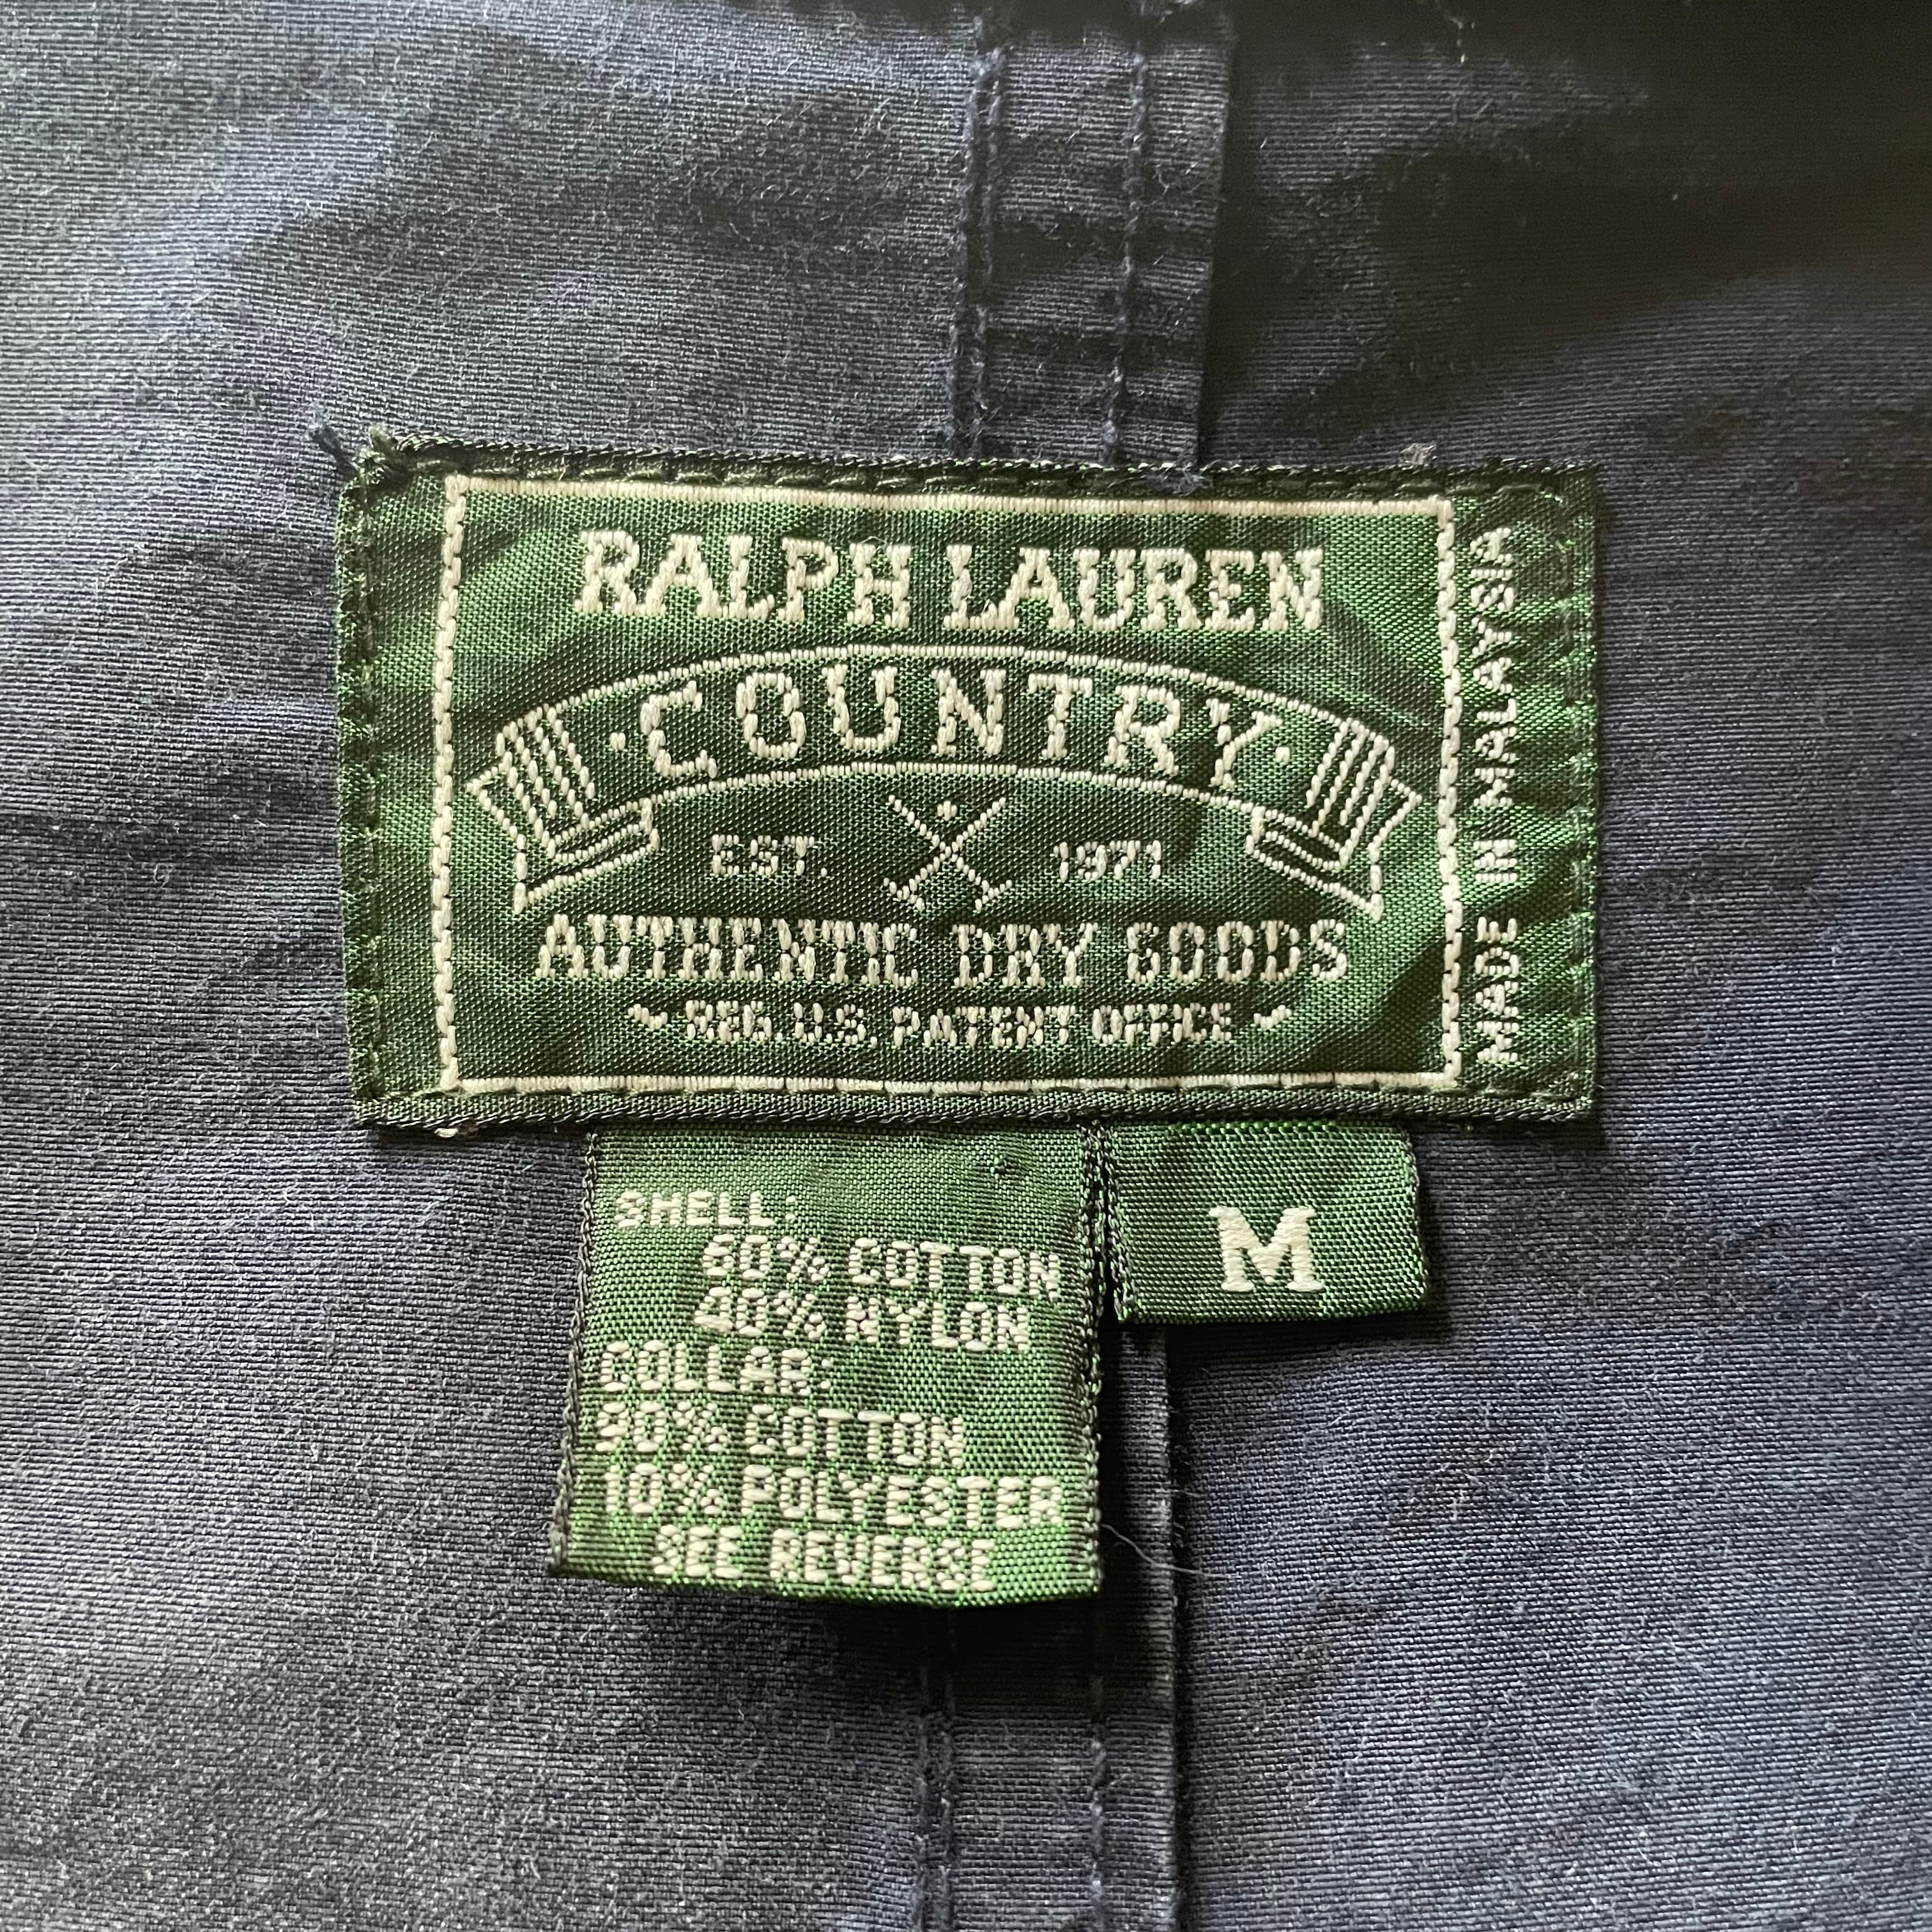 RALPH LAUREN
· COUNTRY ·
EST. 1971
AUTHENTIC DRY GOODS
~ REG. U.S. PATENT OFFICE ~
MADE IN MALAYSIA
SHELL:
60% COTTON
40% NYLON
COLLAR:
90% COTTON
10% POLYESTER
SEE REVERSE
M